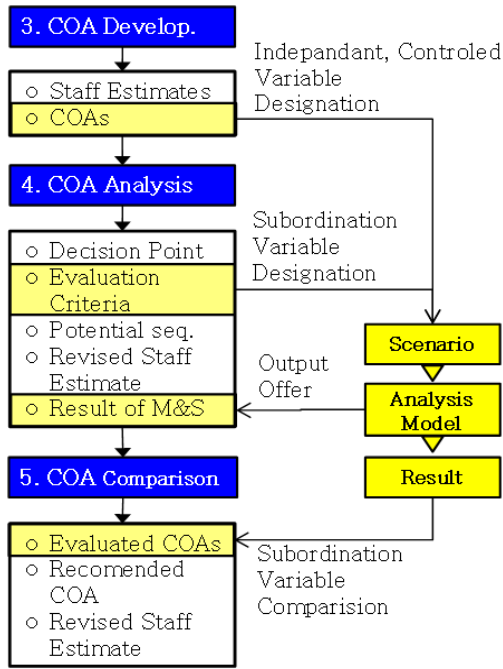 3. COA Develop.
Indepandant, Controled
Variable
Designation
○ Staff Estimates
○ COAs
4. COA Analysis
Subordination
Variable
Designation
○ Decision Point
○ Evaluation
Criteria
○ Potential seq.
○ Revised Staff
Estimate
○ Result of M&S
Scenario
Output
Offer
Analysis
Model
5. COA Comparison
Result
○ Evaluated COAs
○ Recomended
COA
○ Revised Staff
Estimate
Subordination
Variable
Comparision